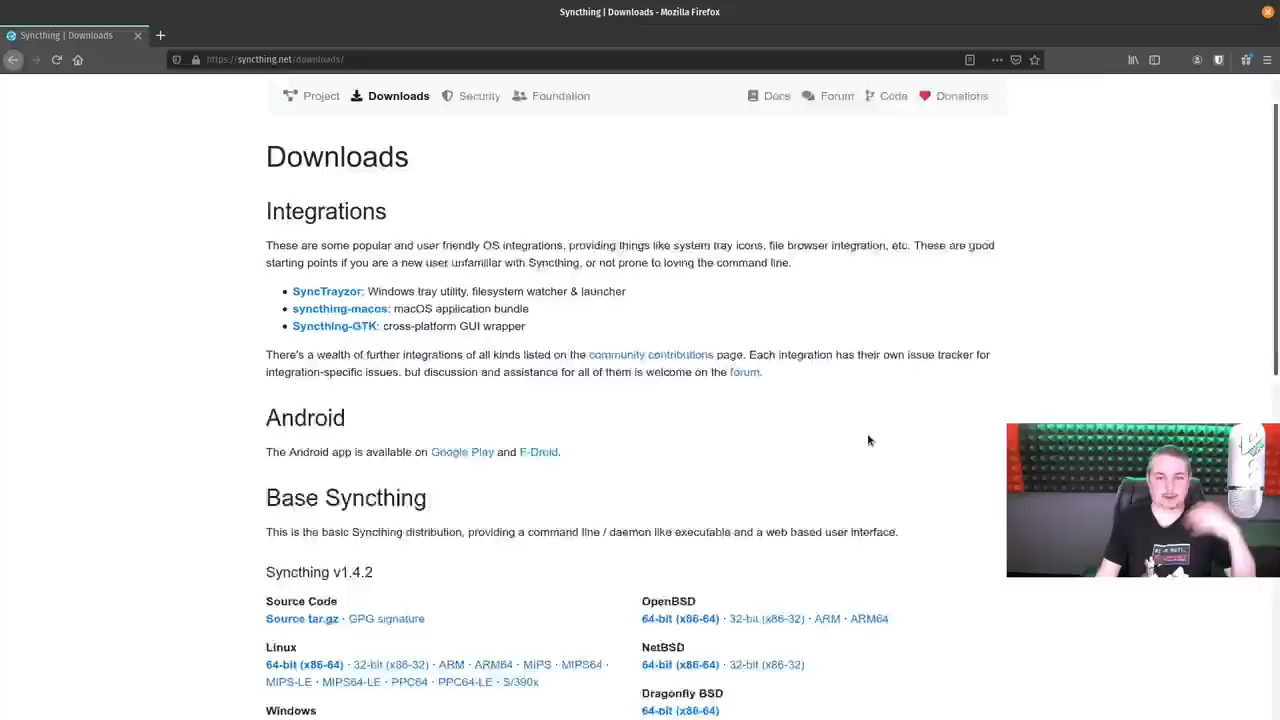 Syncthing | Downloads - Mozilla Firefox
Syncthing | Downloads
https://syncthing.net/downloads/
Project Downloads Security Foundation Docs Forum Code Donations
Downloads
Integrations
These are some popular and user friendly OS integrations, providing things like system tray icons, file browser integration, etc. These are good
starting points if you are a new user unfamiliar with Syncthing, or not prone to loving the command line.
• SyncTrayzor: Windows tray utility, filesystem watcher & launcher
• syncthing-macos: macOS application bundle
• Syncthing-GTK: cross-platform GUI wrapper
There's a wealth of further integrations of all kinds listed on the community contributions page. Each integration has their own issue tracker for
integration-specific issues, but discussion and assistance for all of them is welcome on the forum.
Android
The Android app is available on Google Play and F-Droid.
Base Syncthing
This is the basic Syncthing distribution, providing a command line / daemon like executable and a web based user interface.
Syncthing v1.4.2
Source Code
Source tar.gz · GPG signature
Linux
64-bit (x86-64) · 32-bit (x86-32) · ARM · ARM64 · MIPS · MIPS64 ·
MIPS-LE · MIPS64-LE · PPC64 · PPC64-LE · S/390x
Windows
OpenBSD
64-bit (x86-64) · 32-bit (x86-32) · ARM · ARM64
NetBSD
64-bit (x86-64) · 32-bit (x86-32)
Dragonfly BSD
64-bit (x86-64)